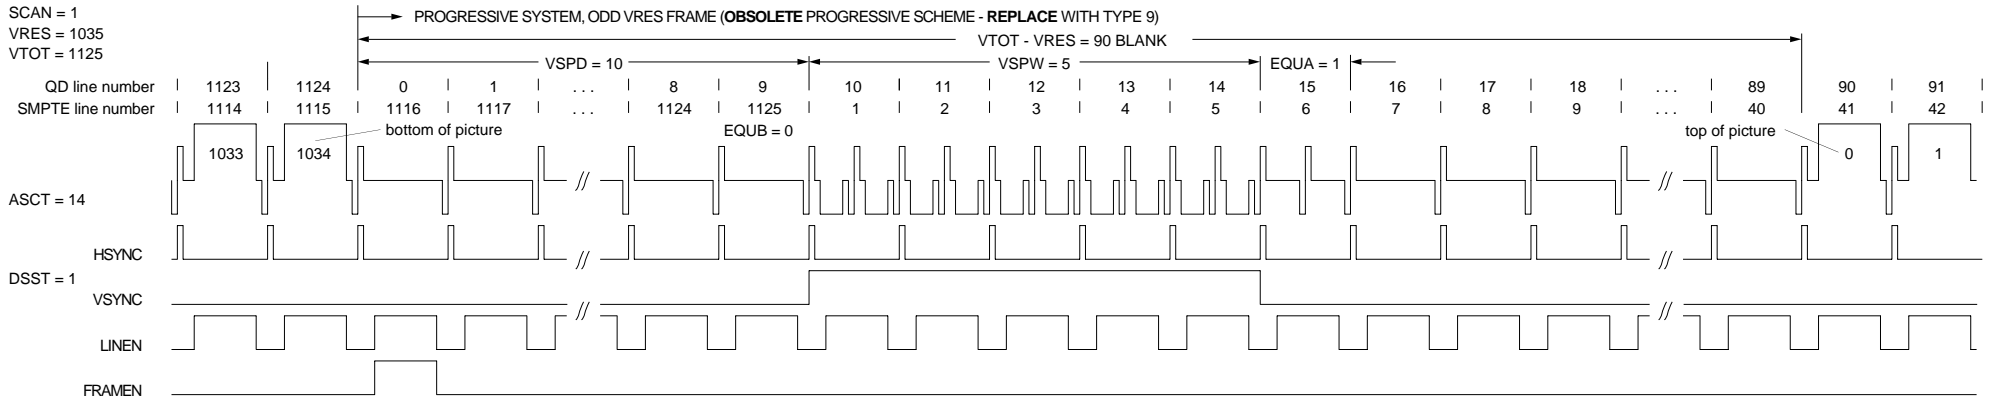 SCAN = 1
PROGRESSIVE SYSTEM, ODD VRES FRAME (OBSOLETE PROGRESSIVE SCHEME - REPLACE WITH TYPE 9)
VRES = 1035
VTOT - VRES = 90 BLANK
VTOT = 1125
VSPD = 10 VSPW = 5 EQUA = 1
QD line number 1123 1124 0 1 . . . 8 9 10 11 12 13 14 15 16 17 18 . . . 89 90 91
SMPTE line number 1114 1115 1116 1117 . . . 1124 1125 1 2 3 4 5 6 7 8 9 . . . 40 41 42
bottom of picture EQUB = 0 top of picture
1033 1034 0 1
ASCT = 14
HSYNC
DSST = 1
VSYNC
LINEN
FRAMEN